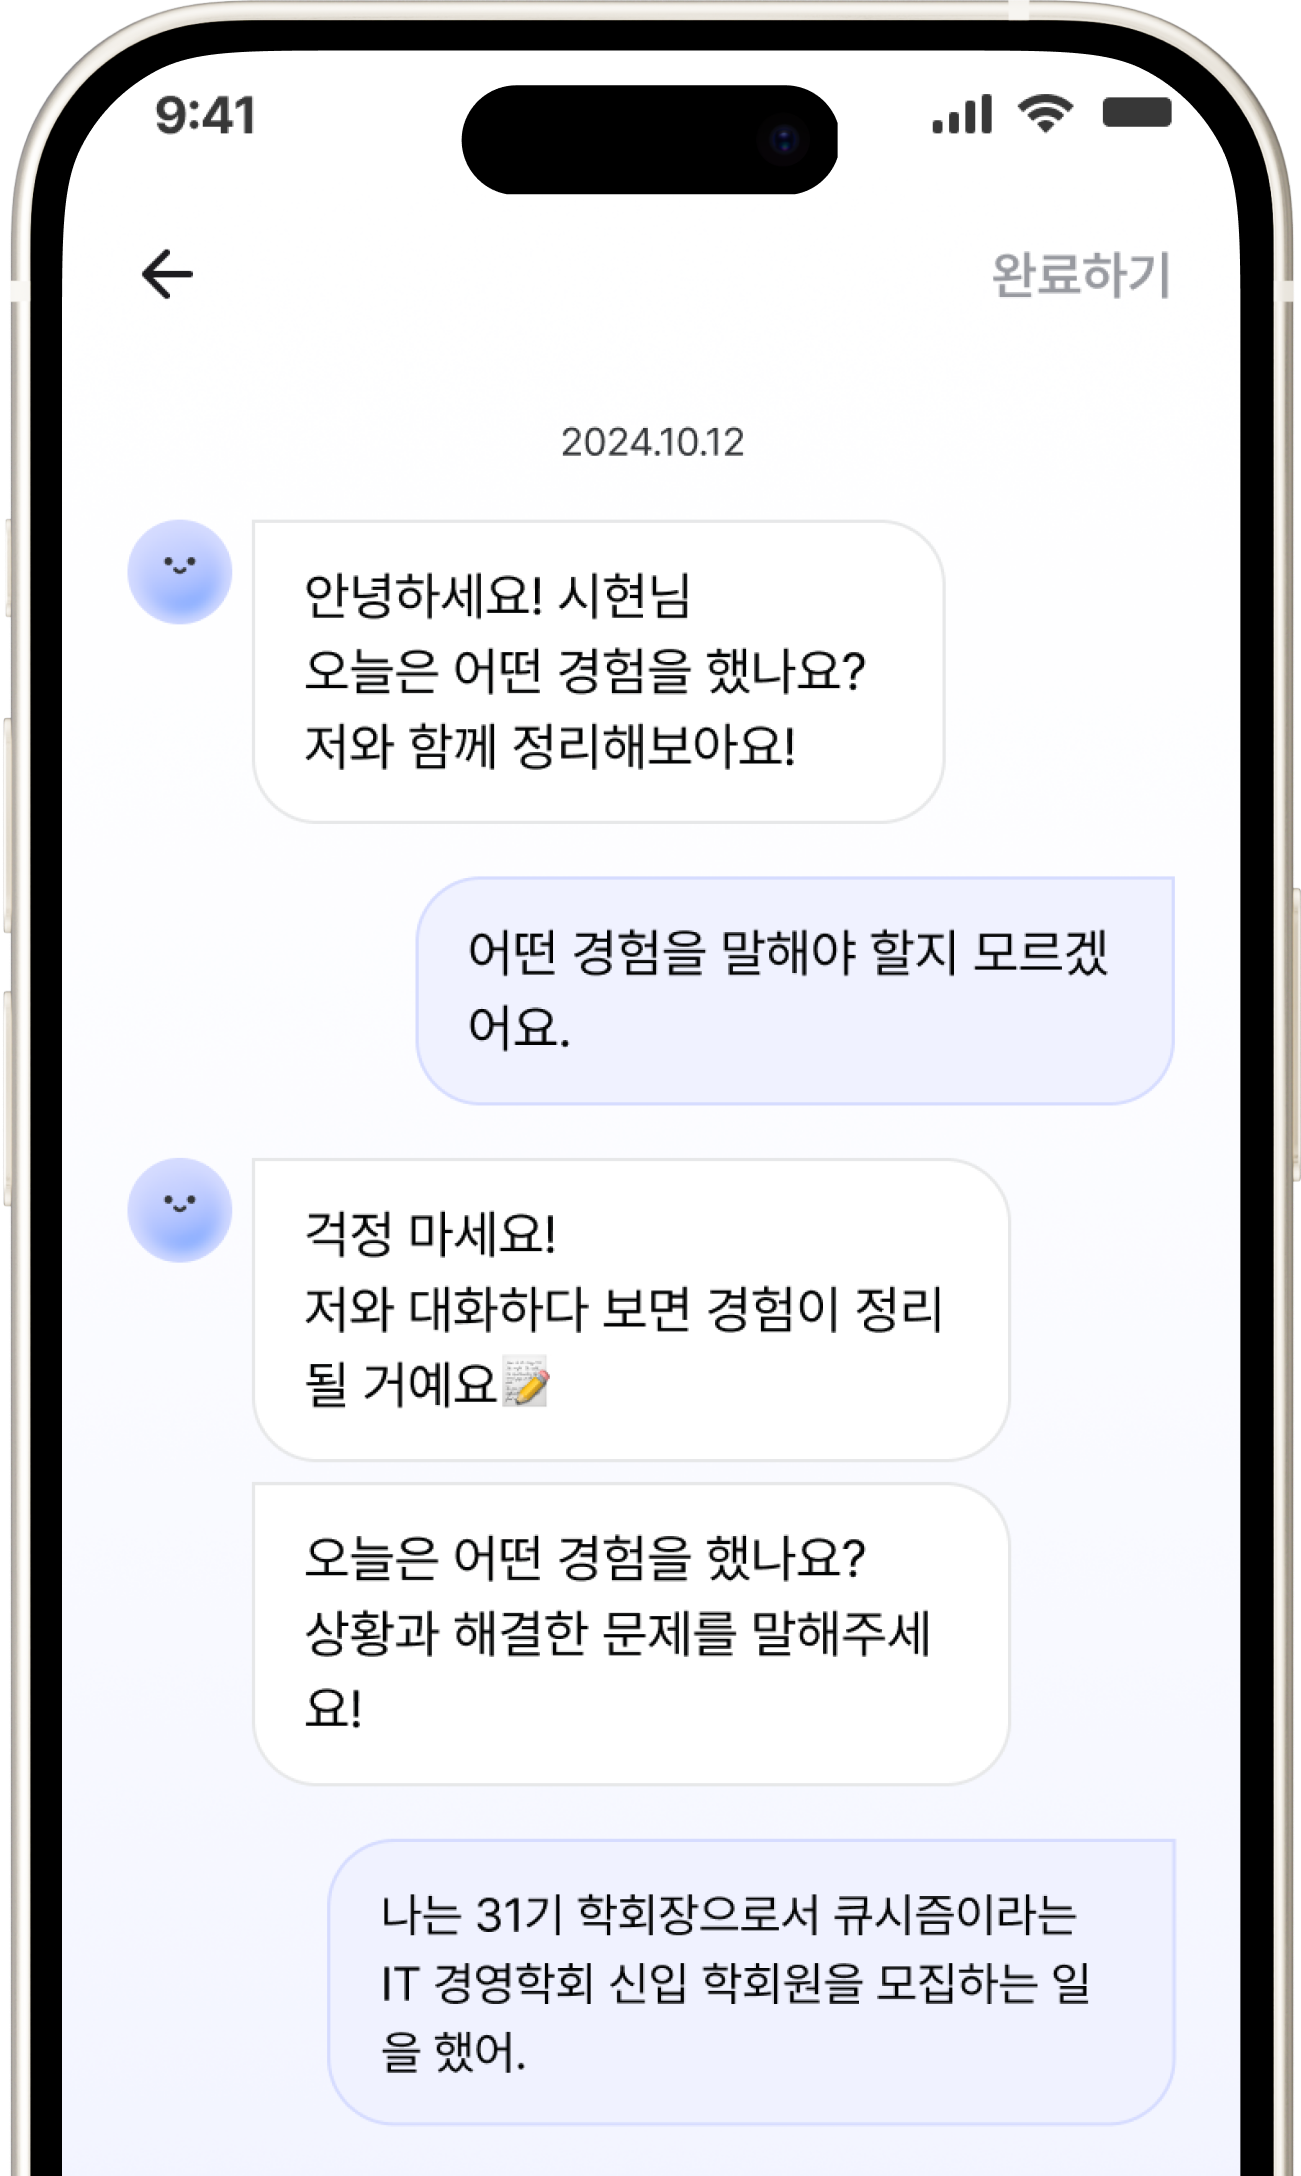 9:41
완료하기
2024.10.12
안녕하세요! 시현님
오늘은 어떤 경험을 했나요?
저와 함께 정리해보아요!
어떤 경험을 말해야 할지 모르겠
어요.
걱정 마세요!
저와 대화하다 보면 경험이 정리
될 거예요📝
오늘은 어떤 경험을 했나요?
상황과 해결한 문제를 말해주세
요!
나는 31기 학회장으로서 큐시즘이라는
IT 경영학회 신입 학회원을 모집하는 일
을 했어.